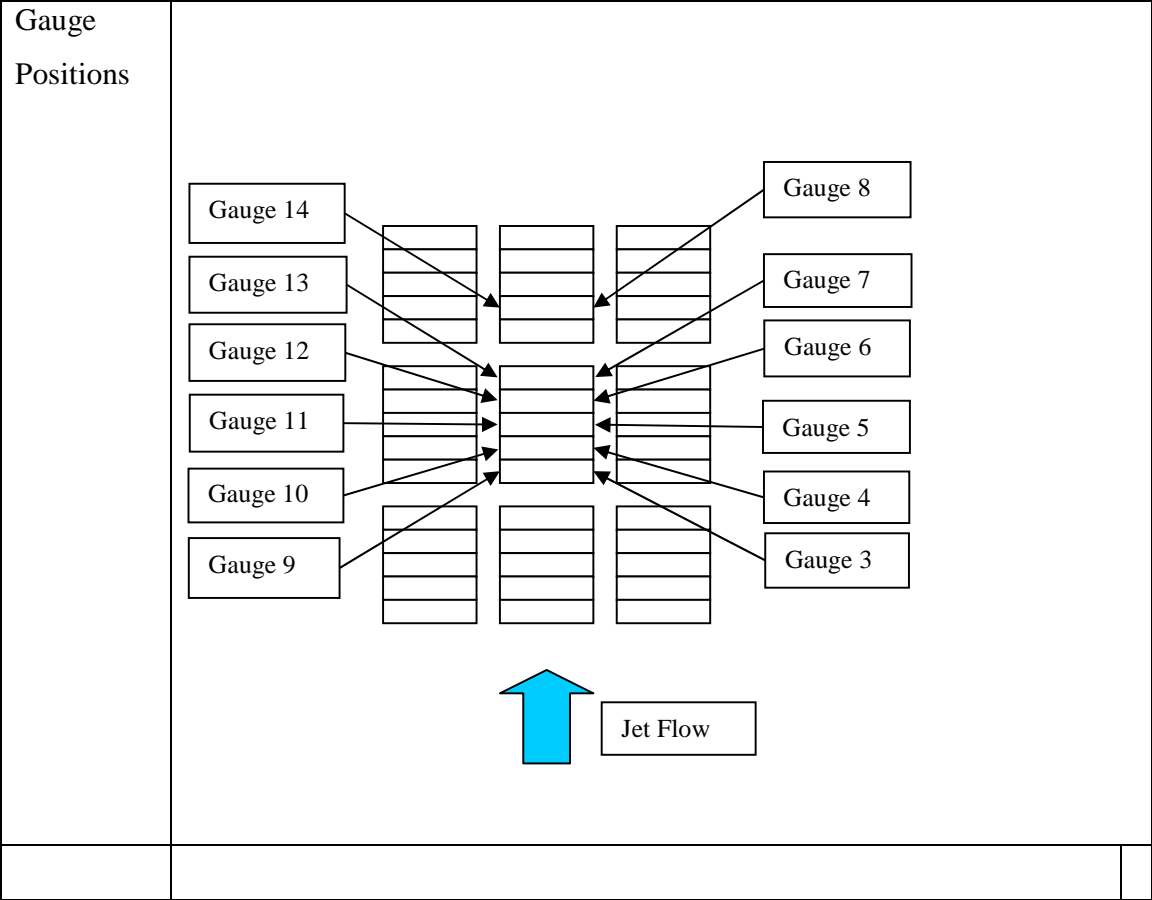 Gauge
Positions
Gauge 14
Gauge 13
Gauge 12
Gauge 11
Gauge 10
Gauge 9
Gauge 8
Gauge 7
Gauge 6
Gauge 5
Gauge 4
Gauge 3
Jet Flow